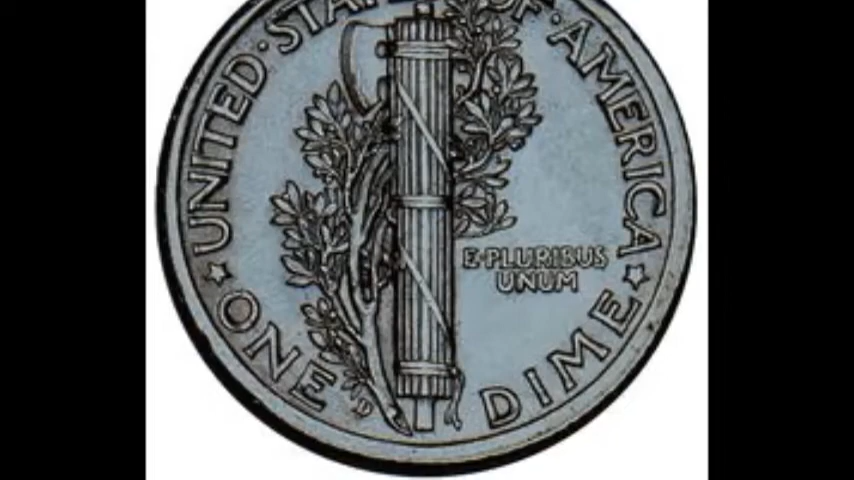 UNITED·STATES OF·AMERICA
E·PLURIBUS
UNUM
ONE DIME
D